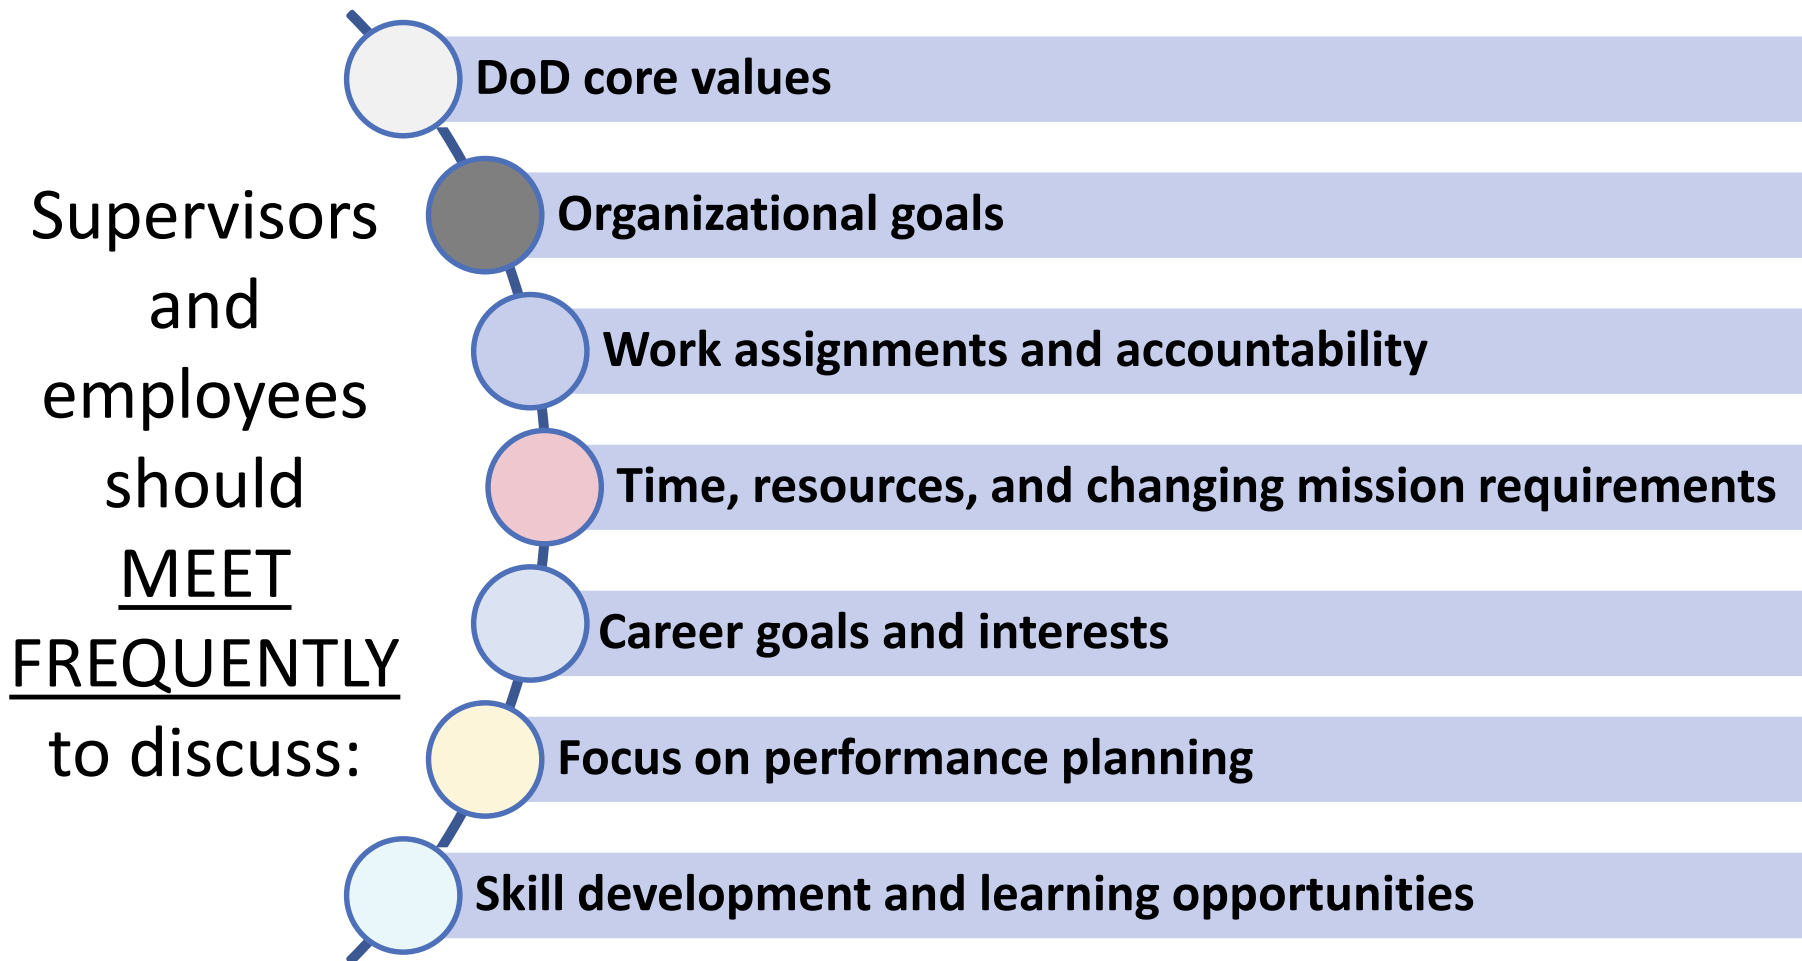 Supervisors
and
employees
should
MEET
FREQUENTLY
to discuss:
DoD core values
Organizational goals
Work assignments and accountability
Time, resources, and changing mission requirements
Career goals and interests
Focus on performance planning
Skill development and learning opportunities